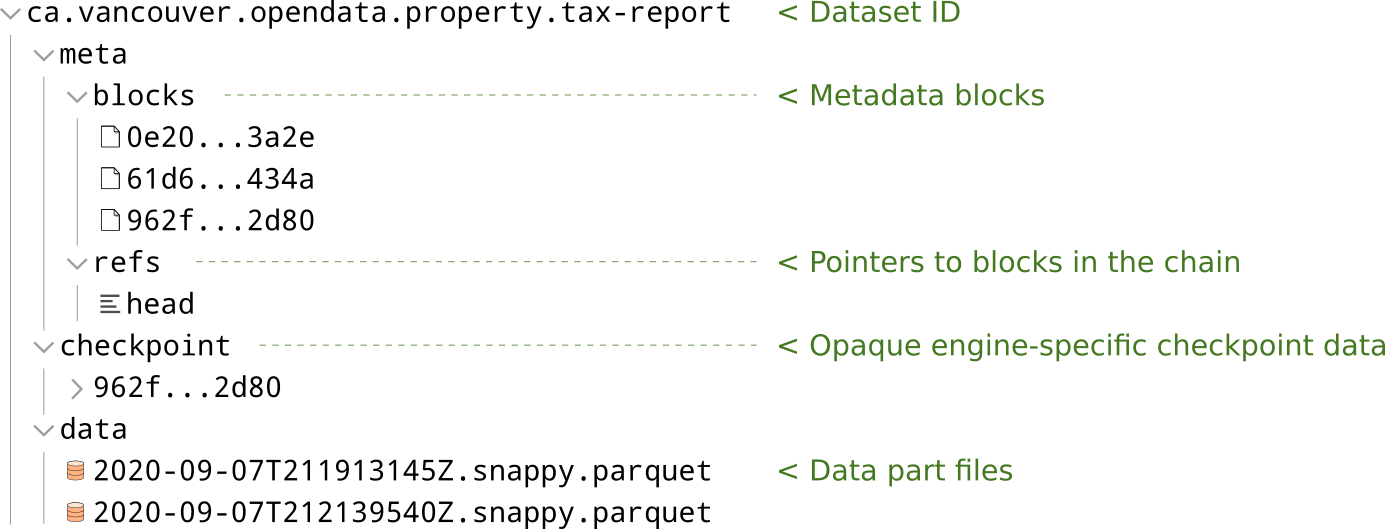 ca.vancouver.opendata.property.tax-report < Dataset ID
meta
blocks < Metadata blocks
0e20...3a2e
61d6...434a
962f...2d80
refs < Pointers to blocks in the chain
head
checkpoint < Opaque engine-specific checkpoint data
962f...2d80
data
2020-09-07T211913145Z.snappy.parquet < Data part files
2020-09-07T212139540Z.snappy.parquet